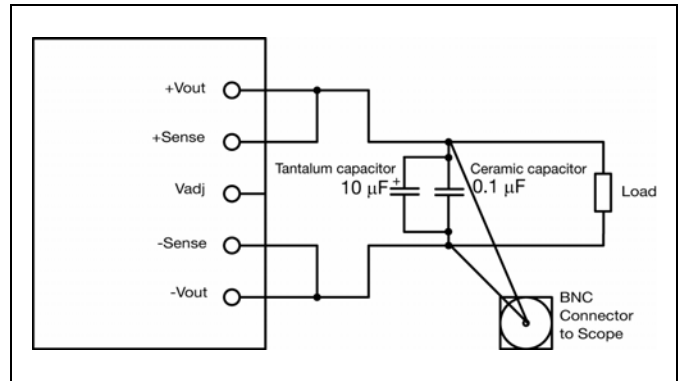 +Vout
+Sense
Vadj
-Sense
-Vout
Tantalum capacitor
10 µF+
Ceramic capacitor
0.1 µF
Load
BNC
Connector
to Scope